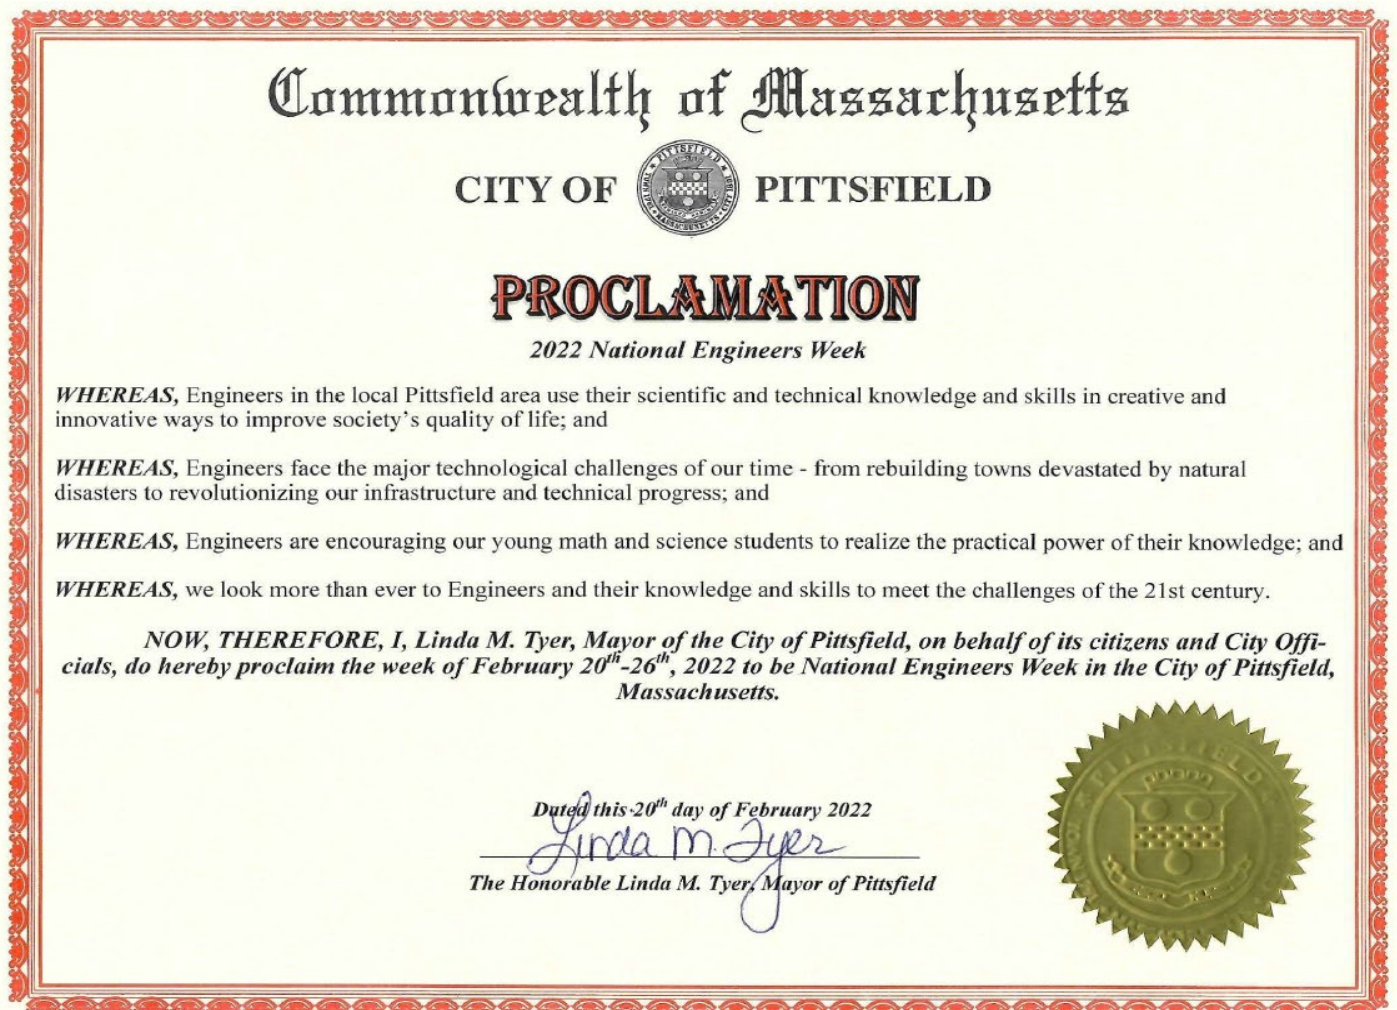 Commonwealth of Massachusetts
CITY OF PITTSFIELD
PITTSFIELD
PROCLAMATION
2022 National Engineers Week
WHEREAS, Engineers in the local Pittsfield area use their scientific and technical knowledge and skills in creative and
innovative ways to improve society's quality of life; and
WHEREAS, Engineers face the major technological challenges of our time - from rebuilding towns devastated by natural
disasters to revolutionizing our infrastructure and technical progress; and
WHEREAS, Engineers are encouraging our young math and science students to realize the practical power of their knowledge; and
WHEREAS, we look more than ever to Engineers and their knowledge and skills to meet the challenges of the 21st century.
NOW, THEREFORE, I, Linda M. Tyer, Mayor of the City of Pittsfield, on behalf of its citizens and City Offi-
cials, do hereby proclaim the week of February 20th-26th, 2022 to be National Engineers Week in the City of Pittsfield,
Massachusetts.
Dated this 20th day of February 2022
Linda M. Tyer
The Honorable Linda M. Tyer, Mayor of Pittsfield
PITTSFIELD